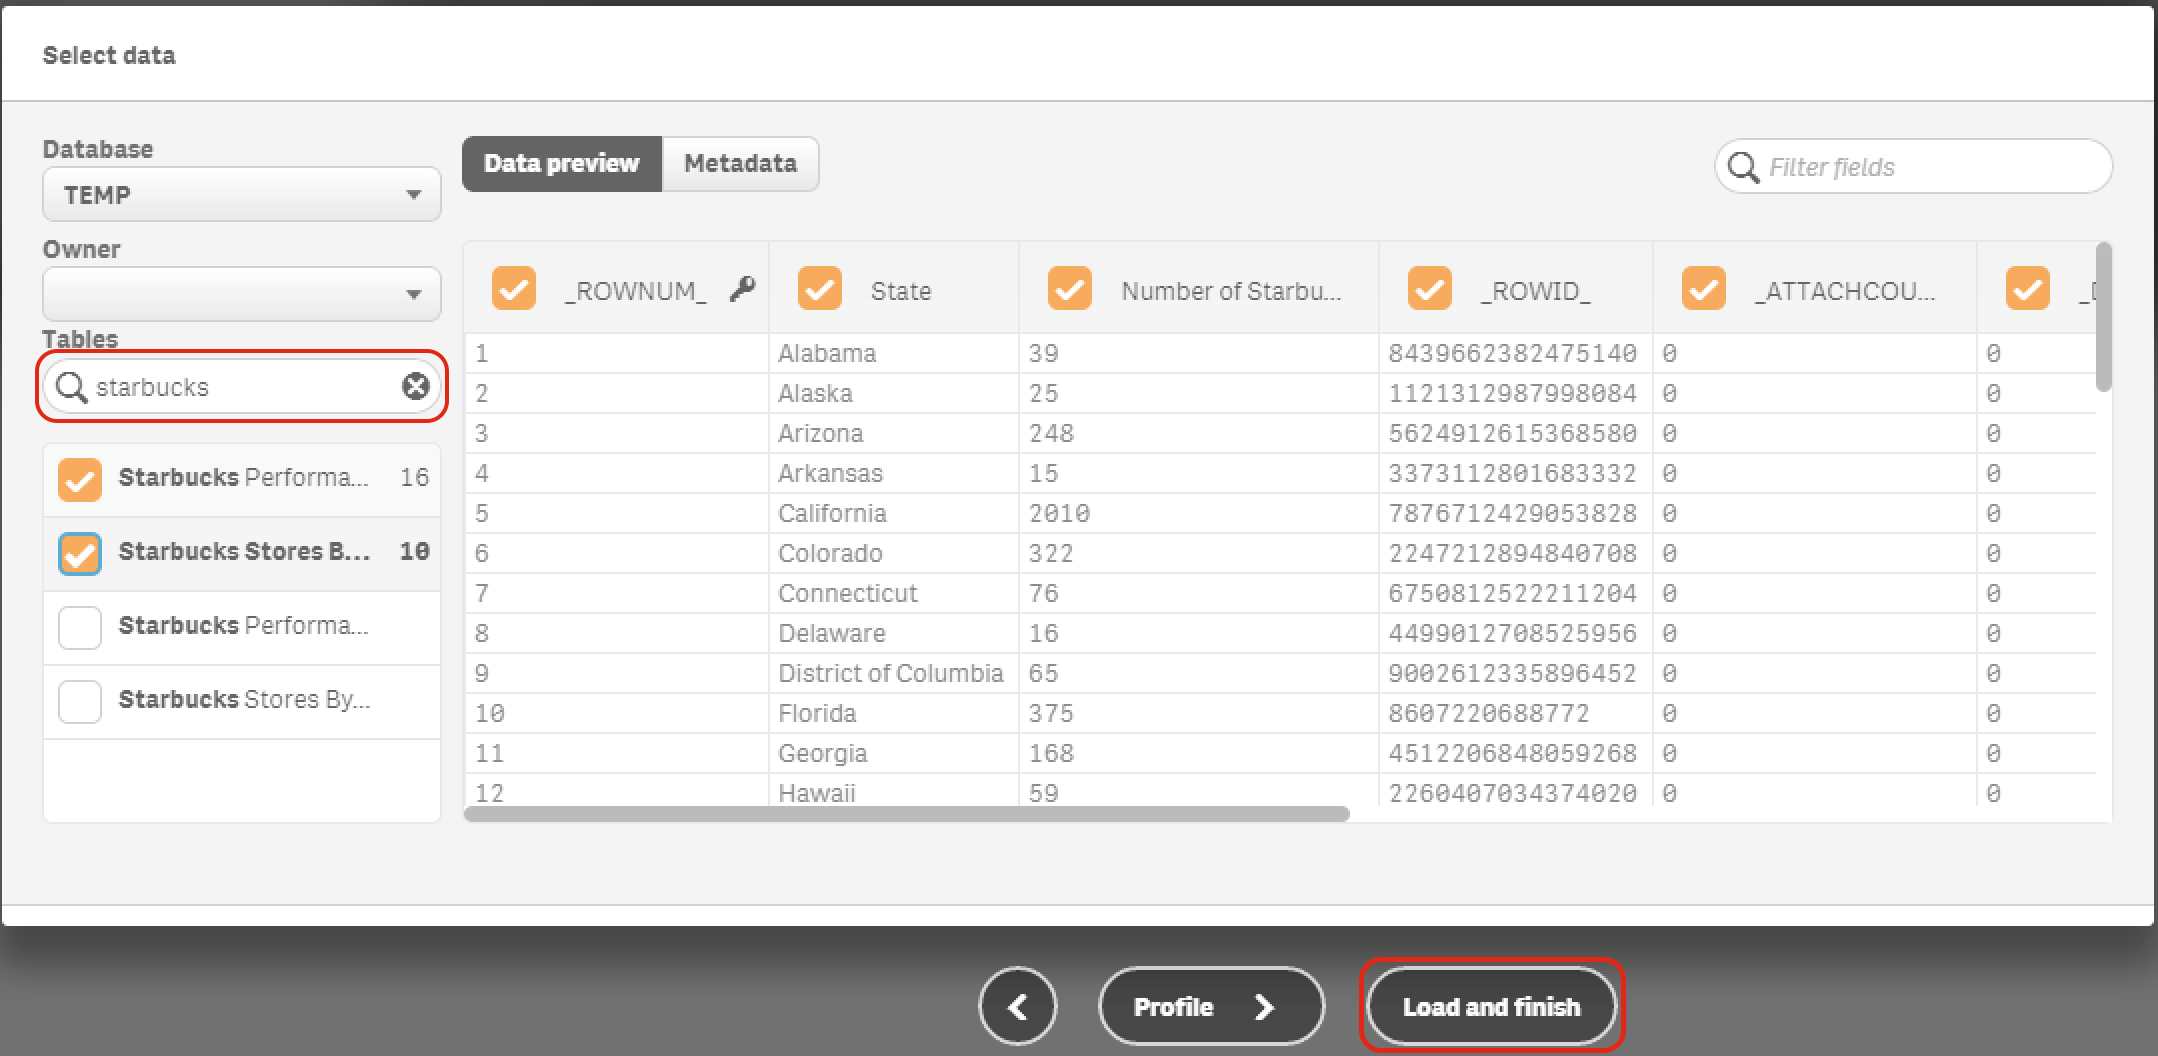 Select data
Database
TEMP
Owner
Tables
starbucks
Starbucks Performa... 16
Starbucks Stores B... 10
Starbucks Performa...
Starbucks Stores By...
Data preview Metadata
Filter fields
_ROWNUM_ State Number of Starbu... _ROWID_ _ATTACHCOU...
1 Alabama 39 8439662382475140 0 0
2 Alaska 25 1121312987998084 0 0
3 Arizona 248 5624912615368580 0 0
4 Arkansas 15 3373112801683332 0 0
5 California 2010 7876712429053828 0 0
6 Colorado 322 2247212894840708 0 0
7 Connecticut 76 6750812522211204 0 0
8 Delaware 16 4499012708525956 0 0
9 District of Columbia 65 9002612335896452 0 0
10 Florida 375 8607220688772 0 0
11 Georgia 168 4512206848059268 0 0
12 Hawaii 59 2260407034374020 0 0
Profile
Load and finish